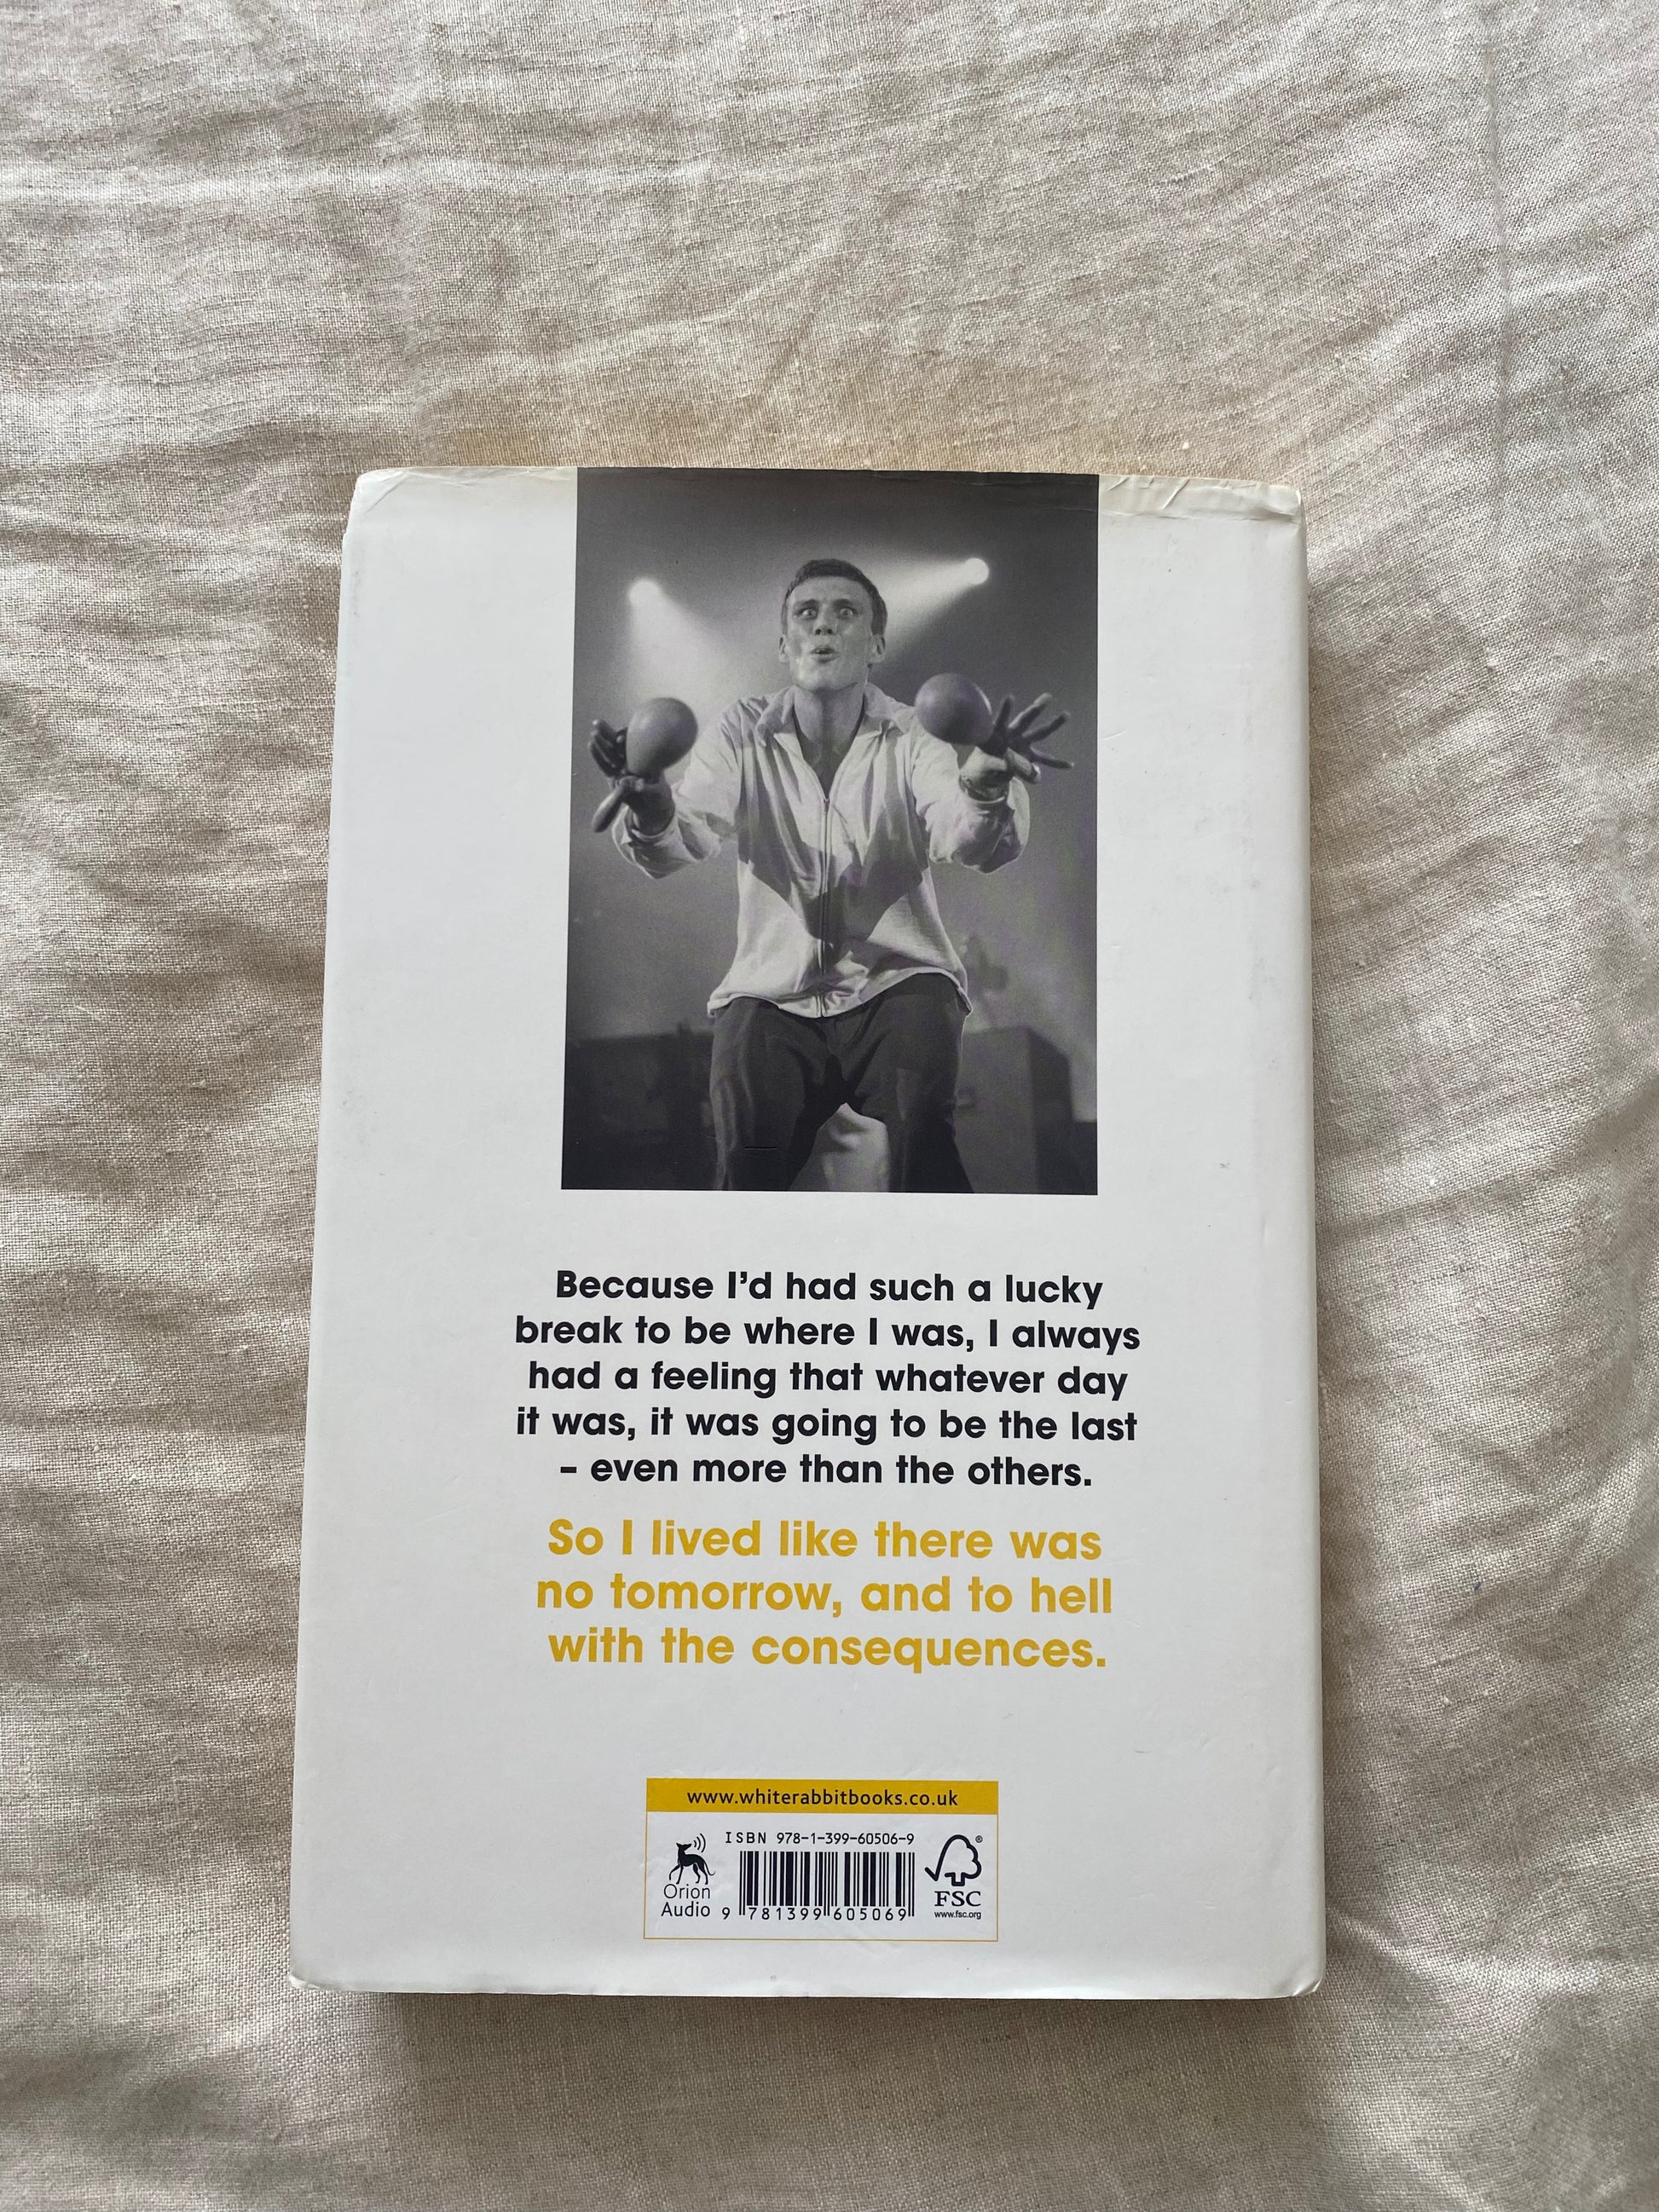 Because I'd had such a lucky
break to be where I was, I always
had a feeling that whatever day
it was, it was going to be the last
– even more than the others.
So I lived like there was
no tomorrow, and to hell
with the consequences.
www.whiterabbitbooks.co.uk
ISBN 978-1-399-60506-9
Orion
Audio
9 781399 605069
FSC
www.fsc.org